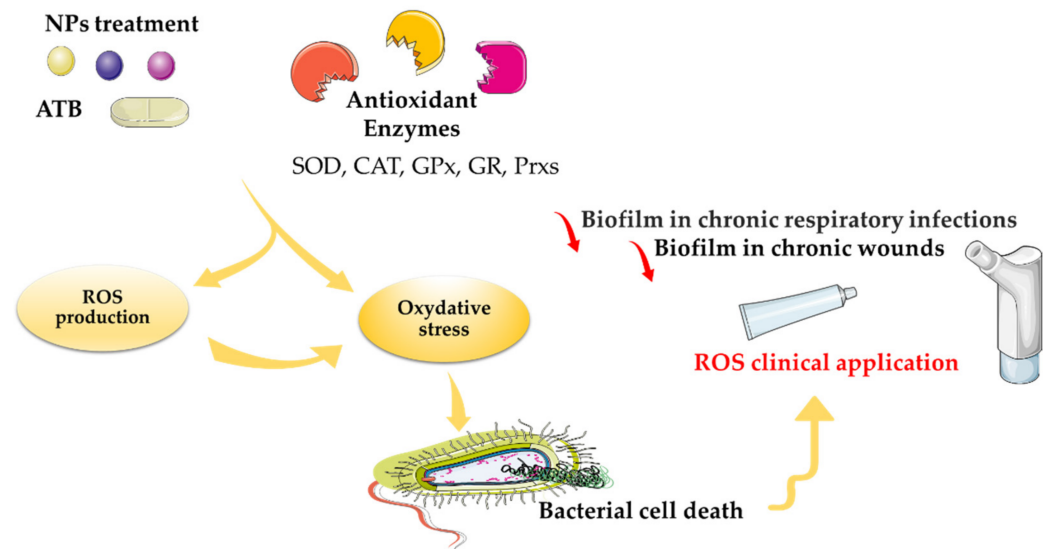 NPs treatment
ATB
Antioxidant
Enzymes
SOD, CAT, GPx, GR, Prxs
Biofilm in chronic respiratory infections
Biofilm in chronic wounds
ROS
production
Oxydative
stress
ROS clinical application
Bacterial cell death